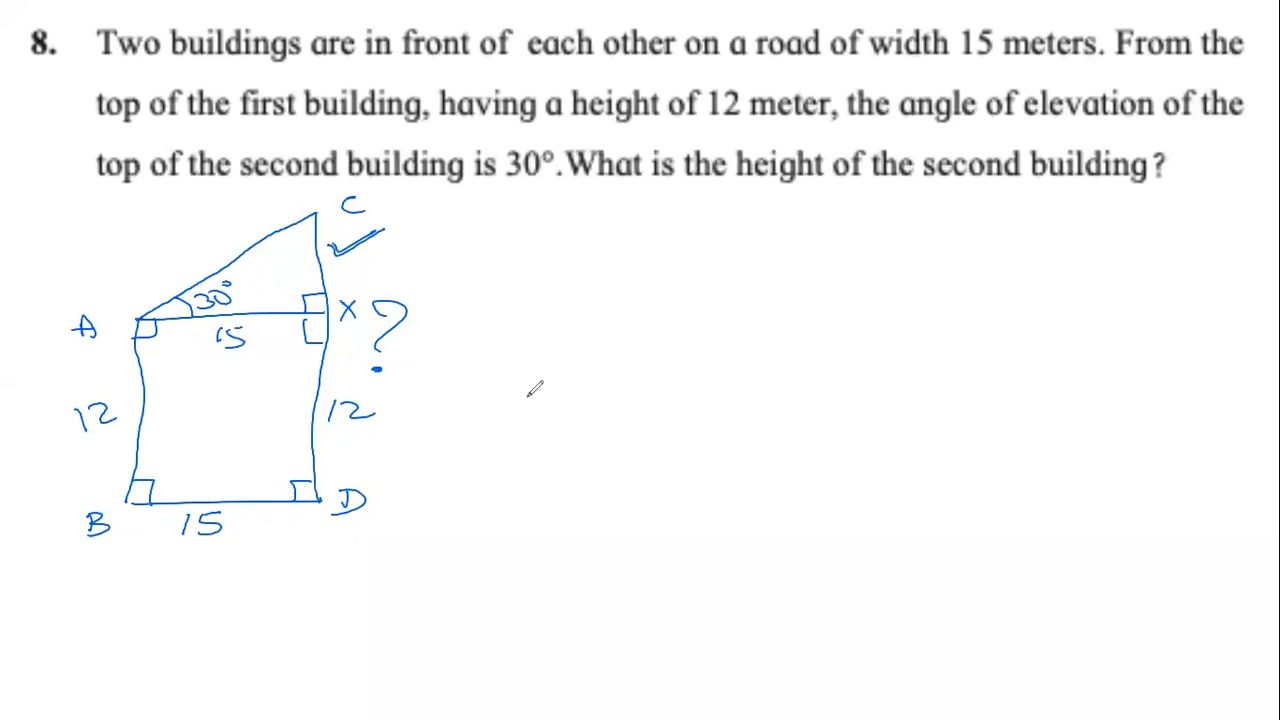 8. Two buildings are in front of each other on a road of width 15 meters. From the
top of the first building, having a height of 12 meter, the angle of elevation of the
top of the second building is 30°.What is the height of the second building?
C
30°
A
15
X
?
12
12
B
15
D